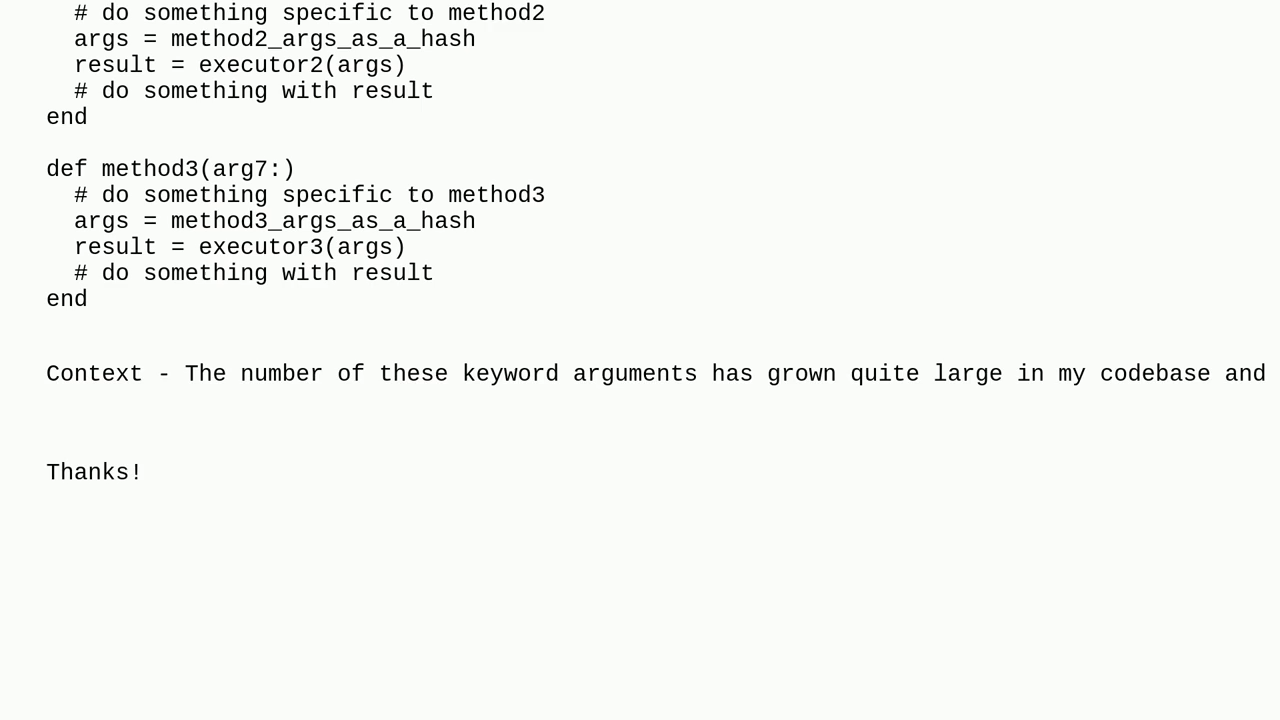 # do something specific to method2
args = method2_args_as_a_hash
result = executor2(args)
# do something with result
end
def method3(arg7:)
# do something specific to method3
args = method3_args_as_a_hash
result = executor3(args)
# do something with result
end
Context - The number of these keyword arguments has grown quite large in my codebase and
Thanks!